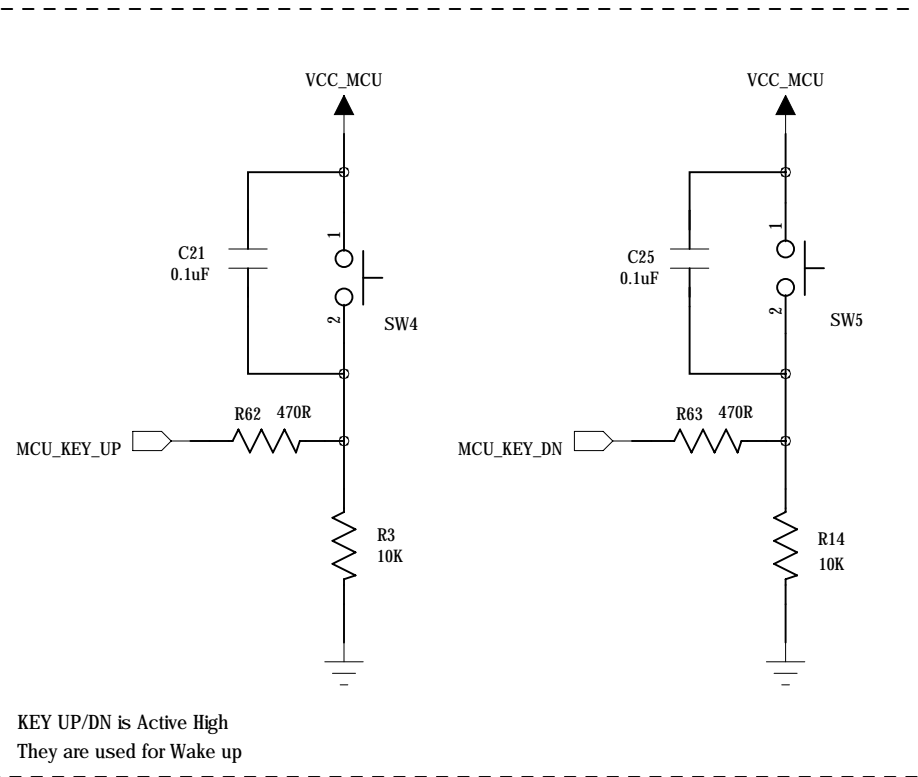 VCC_MCU
VCC_MCU
1
C21
0.1uF
2
SW4
1
C25
0.1uF
2
SW5
R62 470R
MCU_KEY_UP
R63 470R
MCU_KEY_DN
R3
10K
R14
10K
KEY UP/DN is Active High
They are used for Wake up